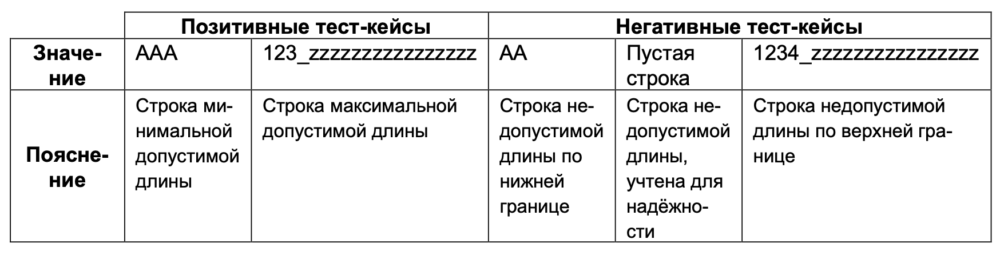 Позитивные тест-кейсы
Негативные тест-кейсы
Значе-
ние
AAA
123_zzzzzzzzzzzzzzzz
AA
Пустая
строка
1234_zzzzzzzzzzzzzzzz
Поясне-
ние
Строка ми-
нимальной
допустимой
длины
Строка максимальной
допустимой длины
Строка не-
допустимой
длины по
нижней
границе
Строка не-
допустимой
длины,
учтена для
надёжно-
сти
Строка недопустимой
длины по верхней гра-
нице